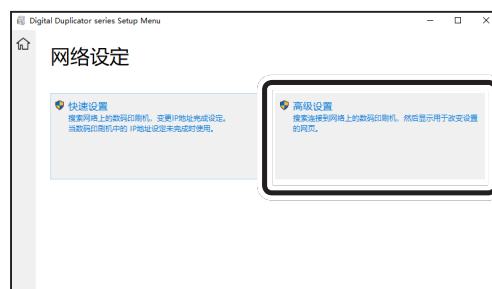 Digital Duplicator series Setup Menu
网络设定
快速设置
搜索网络上的数码印刷机，变更IP地址完成设定。
当数码印刷机中的 IP地址设定未完成时使用。
高级设置
搜索连接到网络上的数码印刷机，然后显示用于改变设置
的网页。